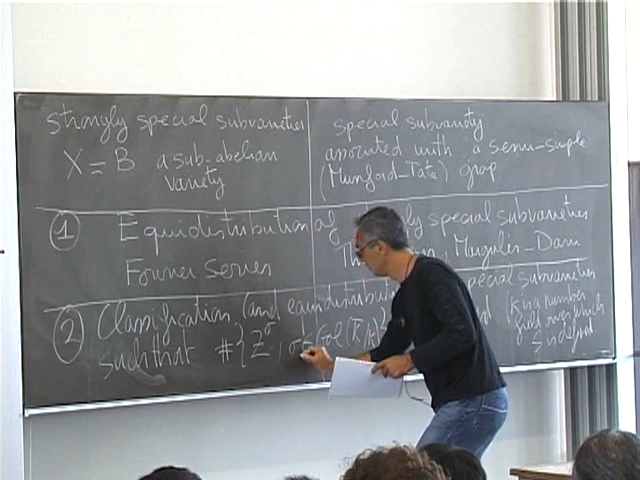 strongly special subvarieties
X = B a sub-abelian
variety
special subvariety
associated with a semi-simple
(Mumford-Tate) group
① Equidistribution of strongly special subvarieties
Fourier Series
Margulis-Dani
② Classification (and equidistribution special subvarieties
such that #{Z^σ, σ ∈ Gal(K̄/K)
(K is a number
field over which
S is defined